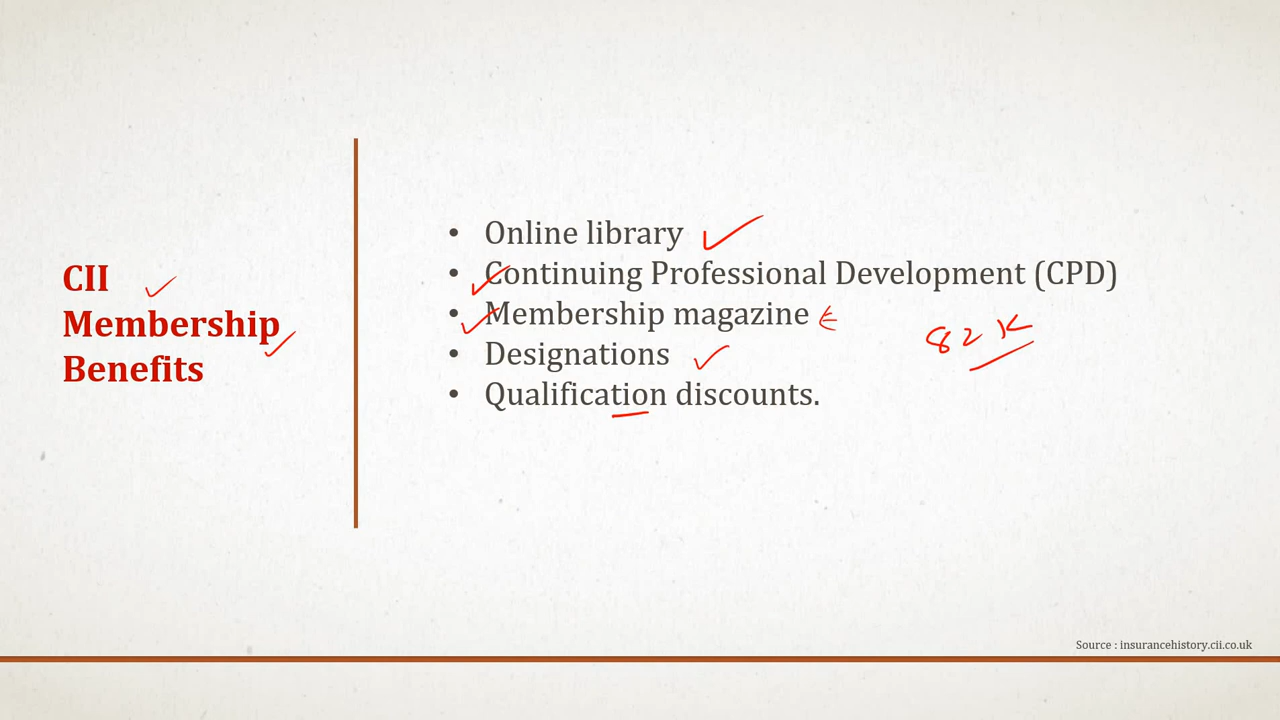 CII
Membership
Benefits
• Online library
• Continuing Professional Development (CPD)
• Membership magazine
• Designations
• Qualification discounts.
82 K
Source : insurancehistory.cii.co.uk